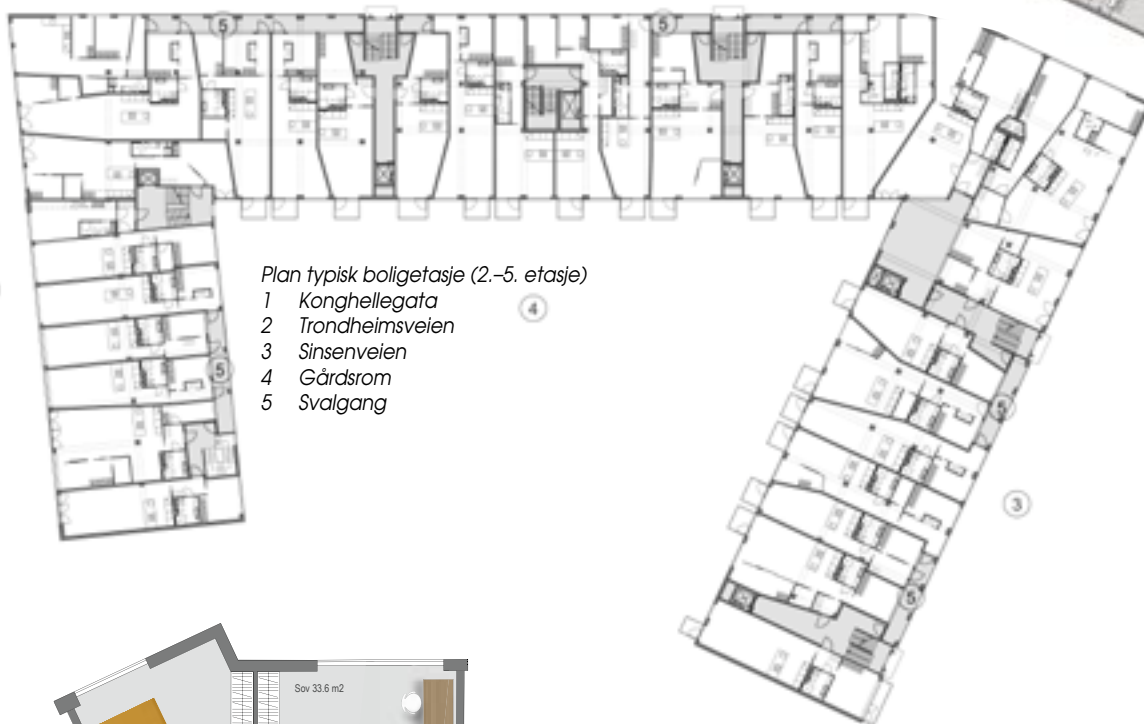 5
5
Plan typisk boligetasje (2.–5. etasje)
1 Konghellegata
2 Trondheimsveien
3 Sinsenveien
4 Gårdsrom
5 Svalgang
4
5
5
3
5
Sov 33.6 m2